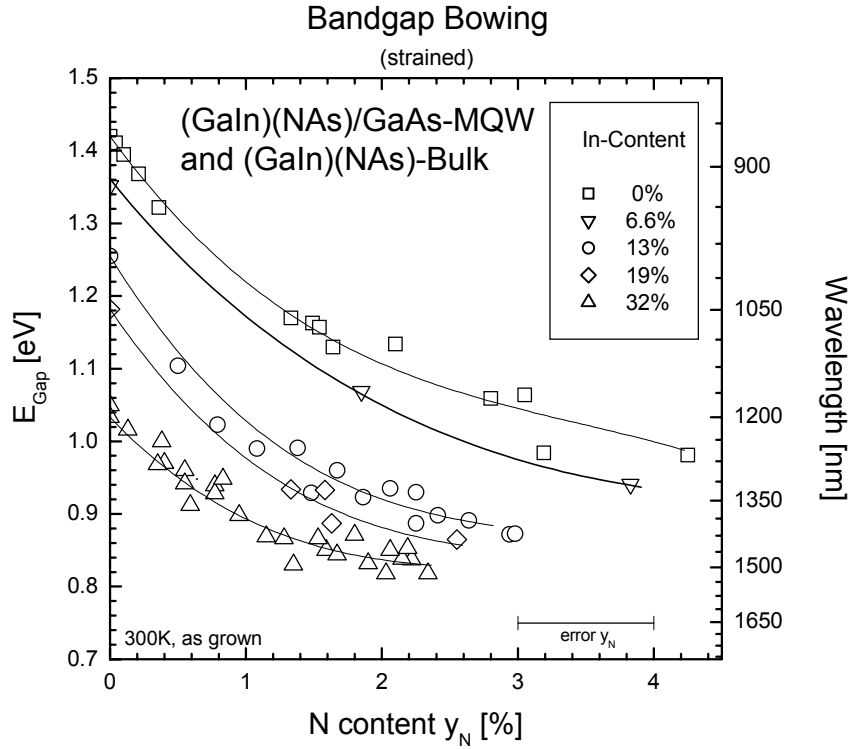 Bandgap Bowing
(strained)
(GaIn)(NAs)/GaAs-MQW
and (GaIn)(NAs)-Bulk
In-Content
0%
6.6%
13%
19%
32%
1.5
1.4
1.3
1.2
1.1
1.0
0.9
0.8
0.7
E_Gap [eV]
900
1050
1200
1350
1500
1650
Wavelength [nm]
300K, as grown
error y_N
0
1
2
3
4
N content y_N [%]